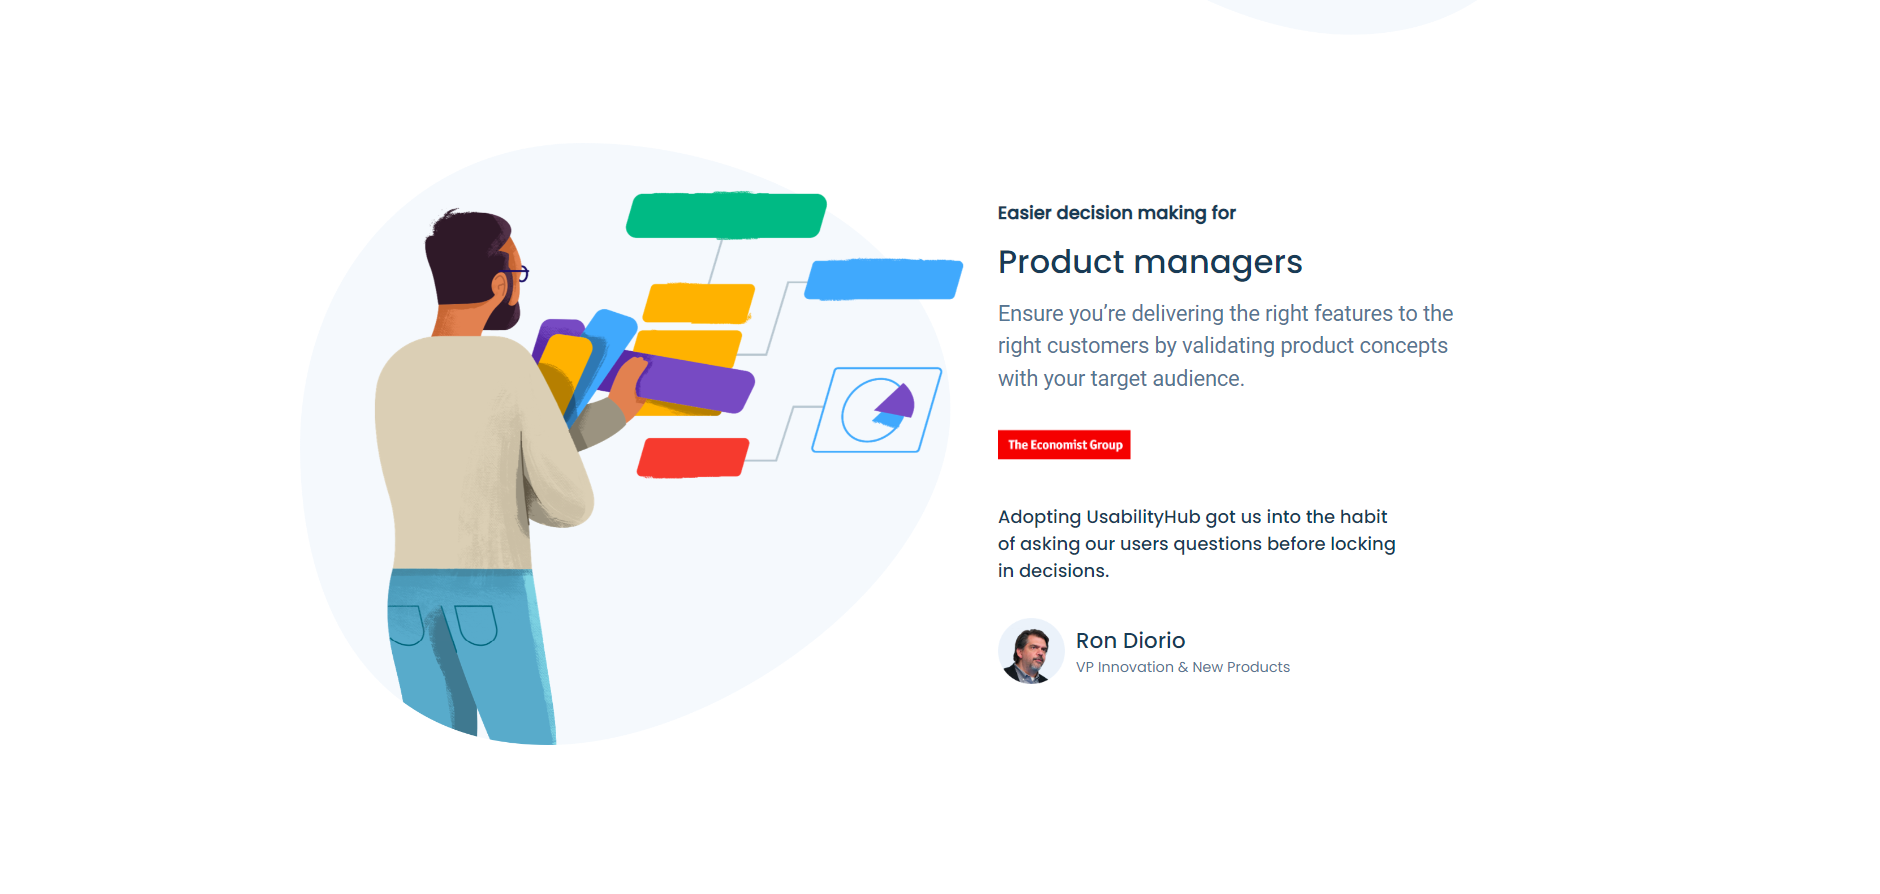 Easier decision making for
Product managers
Ensure you’re delivering the right features to the
right customers by validating product concepts
with your target audience.
The Economist Group
Adopting UsabilityHub got us into the habit
of asking our users questions before locking
in decisions.
Ron Diorio
VP Innovation & New Products